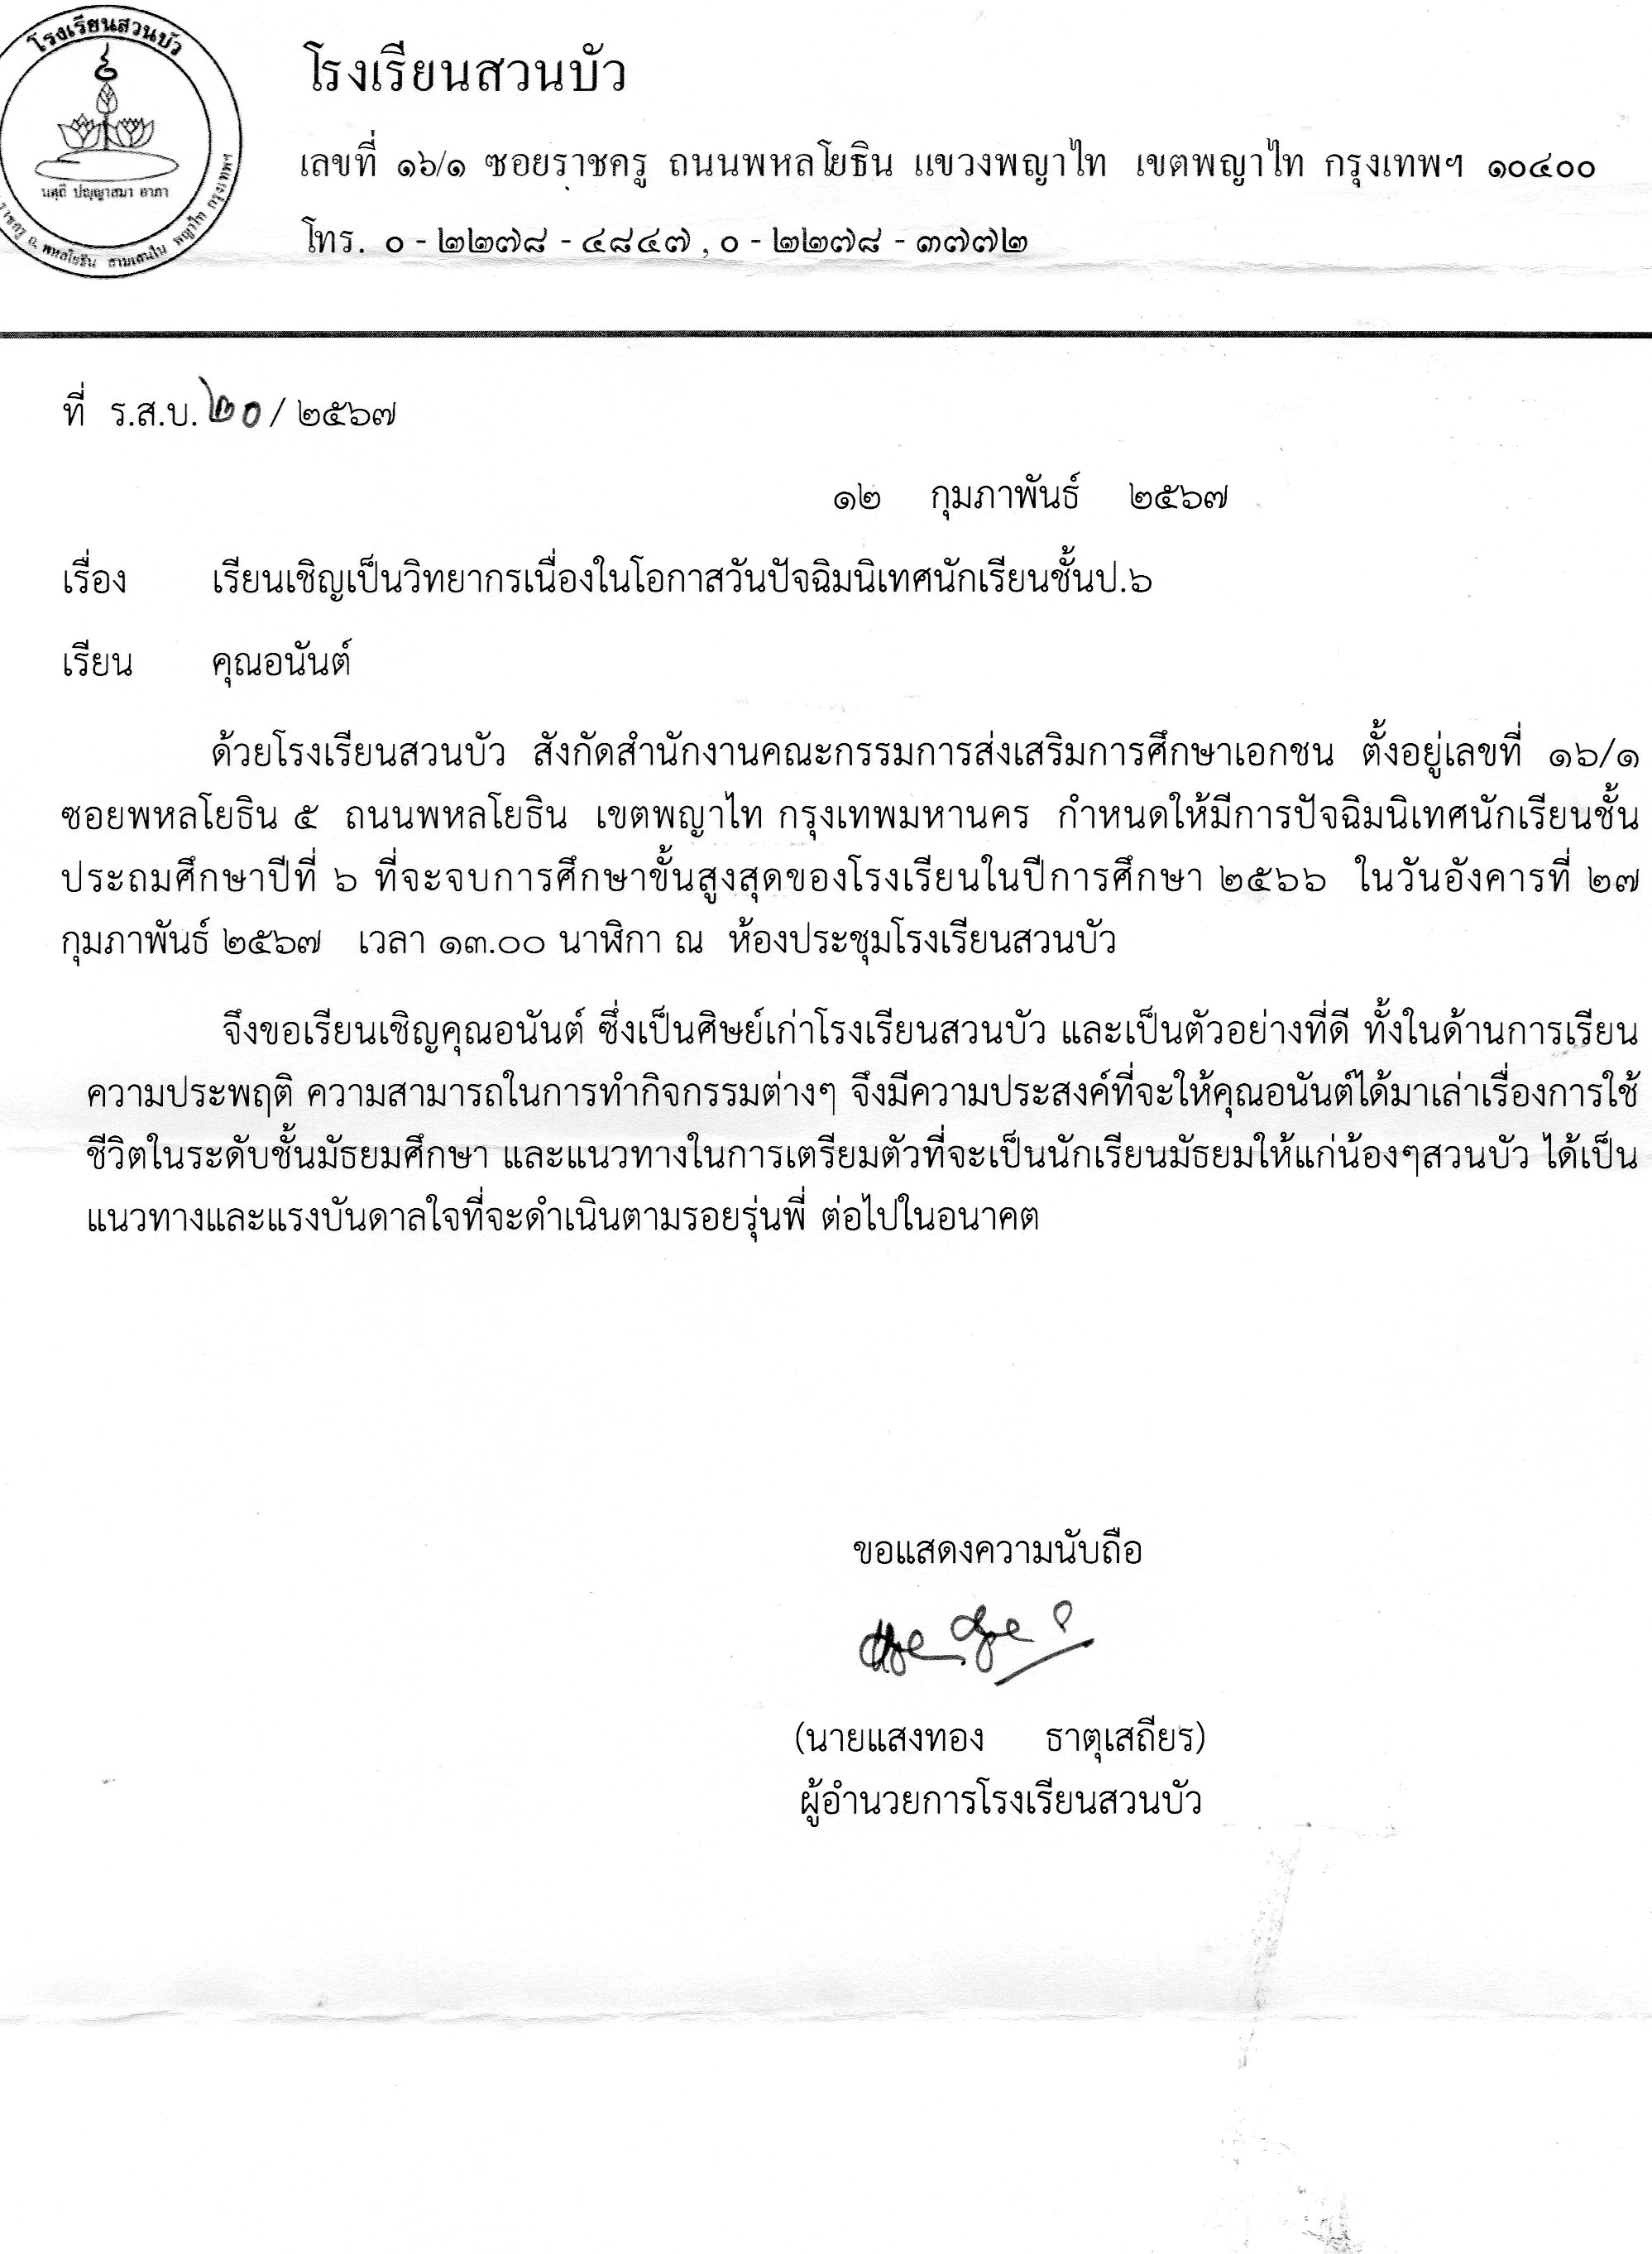 โรงเรียนสวนบัว
นตฺถิ ปญฺญาสมา อาภา
โรงเรียนสวนบัว
เลขที่ ๑๖/๑ ซอยราชครู ถนนพหลโยธิน แขวงพญาไท เขตพญาไท กรุงเทพฯ ๑๐๔๐๐
โทร. ๐ - ๒๒๗๘ - ๔๘๔๗ , ๐ - ๒๒๗๘ - ๓๗๗๒
ที่ ร.ส.บ. ๒๐ / ๒๕๖๗
๑๒ กุมภาพันธ์ ๒๕๖๗
เรื่อง เรียนเชิญเป็นวิทยากรเนื่องในโอกาสวันปัจฉิมนิเทศนักเรียนชั้นป.๖
เรียน คุณอนันต์
ด้วยโรงเรียนสวนบัว สังกัดสำนักงานคณะกรรมการส่งเสริมการศึกษาเอกชน ตั้งอยู่เลขที่ ๑๖/๑
ซอยพหลโยธิน ๕ ถนนพหลโยธิน เขตพญาไท กรุงเทพมหานคร กำหนดให้มีการปัจฉิมนิเทศนักเรียนชั้น
ประถมศึกษาปีที่ ๖ ที่จะจบการศึกษาขั้นสูงสุดของโรงเรียนในปีการศึกษา ๒๕๖๖ ในวันอังคารที่ ๒๗
กุมภาพันธ์ ๒๕๖๗ เวลา ๑๓.๐๐ นาฬิกา ณ ห้องประชุมโรงเรียนสวนบัว
จึงขอเรียนเชิญคุณอนันต์ ซึ่งเป็นศิษย์เก่าโรงเรียนสวนบัว และเป็นตัวอย่างที่ดี ทั้งในด้านการเรียน
ความประพฤติ ความสามารถในการทำกิจกรรมต่างๆ จึงมีความประสงค์ที่จะให้คุณอนันต์ได้มาเล่าเรื่องการใช้
ชีวิตในระดับชั้นมัธยมศึกษา และแนวทางในการเตรียมตัวที่จะเป็นนักเรียนมัธยมให้แก่น้องๆสวนบัว ได้เป็น
แนวทางและแรงบันดาลใจที่จะดำเนินตามรอยรุ่นพี่ ต่อไปในอนาคต
ขอแสดงความนับถือ
(นายแสงทอง ธาตุเสถียร)
ผู้อำนวยการโรงเรียนสวนบัว